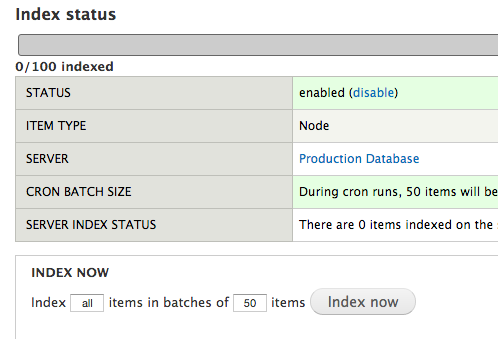 Index status
0/100 indexed
STATUS enabled (disable)
ITEM TYPE Node
SERVER Production Database
CRON BATCH SIZE During cron runs, 50 items will be
SERVER INDEX STATUS There are 0 items indexed on the
INDEX NOW
Index all items in batches of 50 items Index now